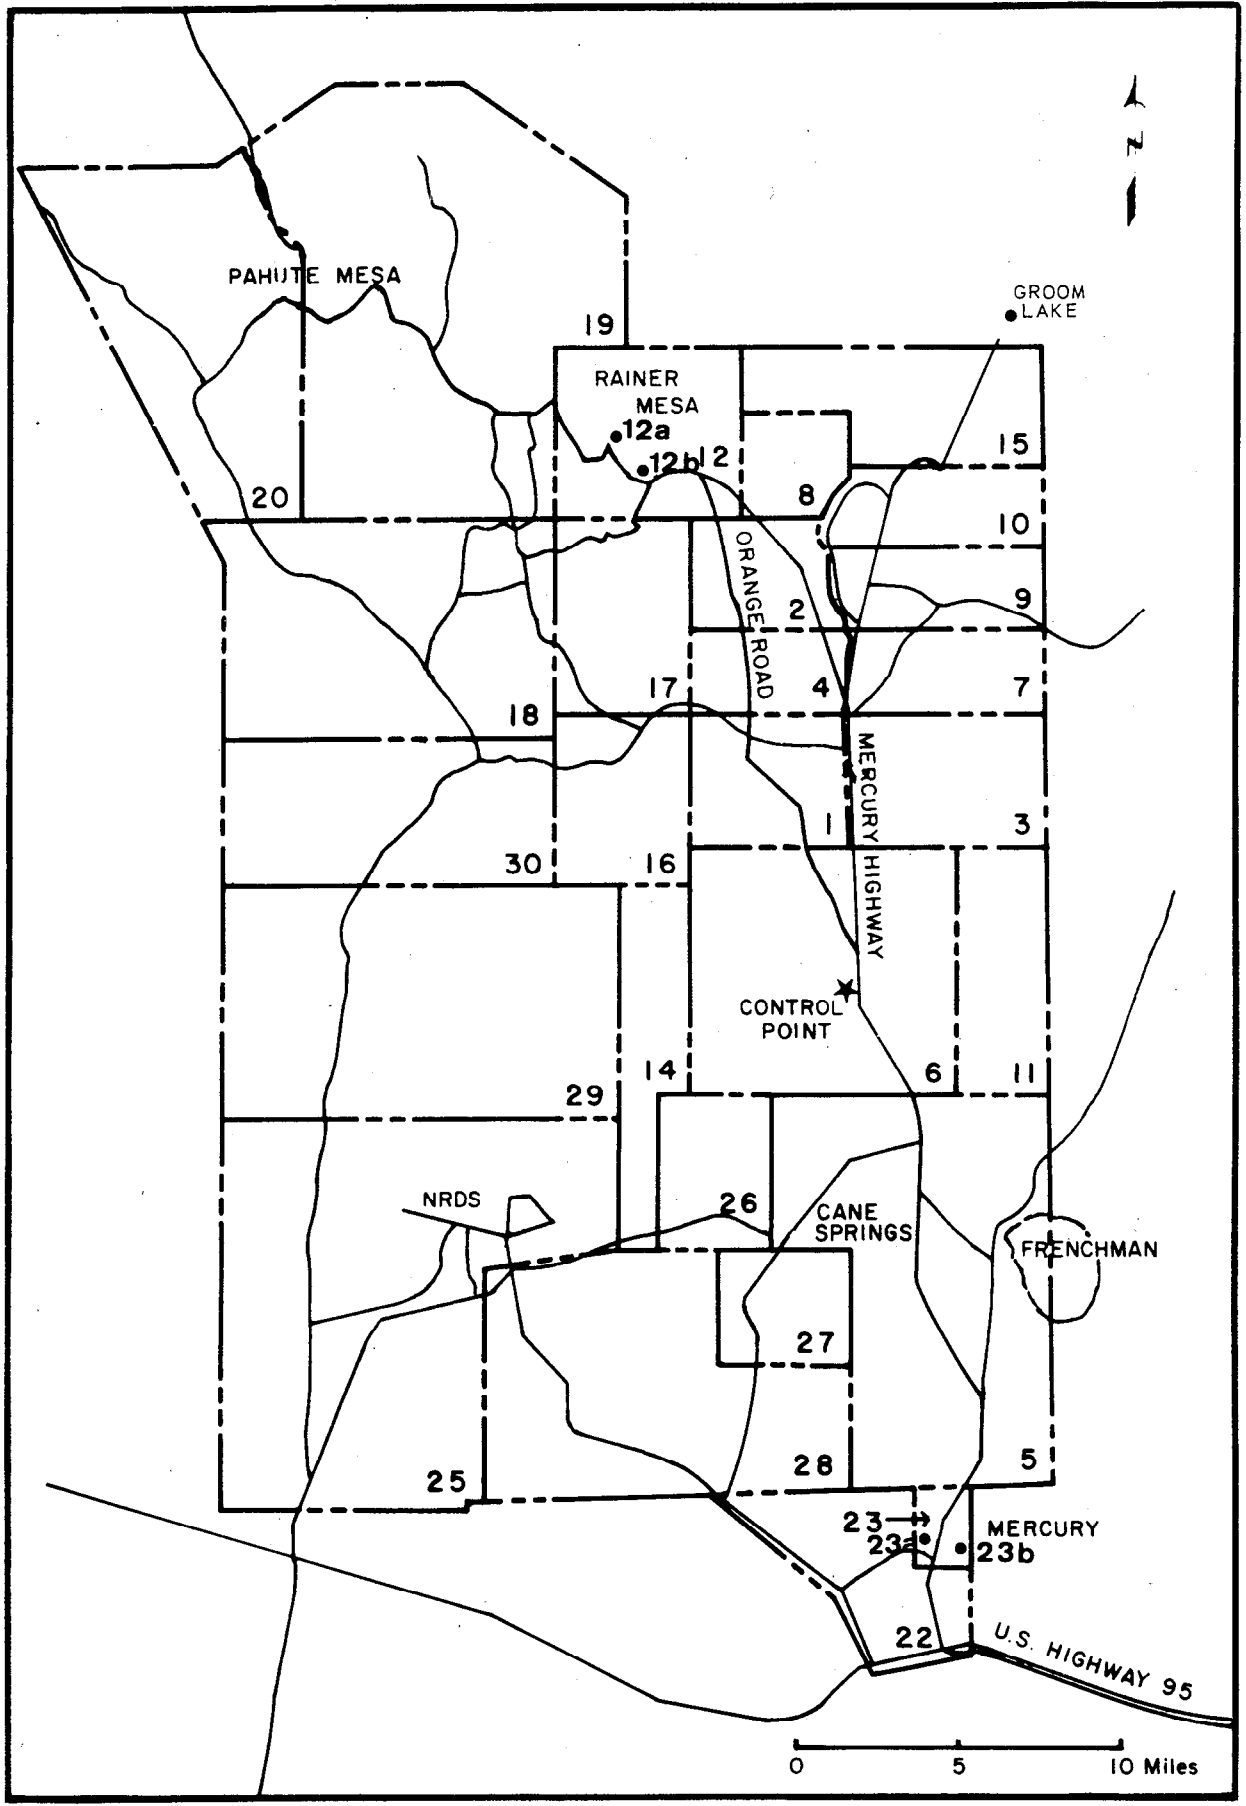 N
GROOM
LAKE
PAHUTE MESA
19
RAINER
MESA
12a
12b
12
15
20
8
10
ORANGE ROAD
2
9
17
4
7
18
MERCURY HIGHWAY
1
3
30
16
CONTROL
POINT
14
6
11
29
NRDS
26
CANE
SPRINGS
FRENCHMAN
27
25
28
5
23
MERCURY
23a
23b
22
U.S. HIGHWAY 95
0 5 10 Miles